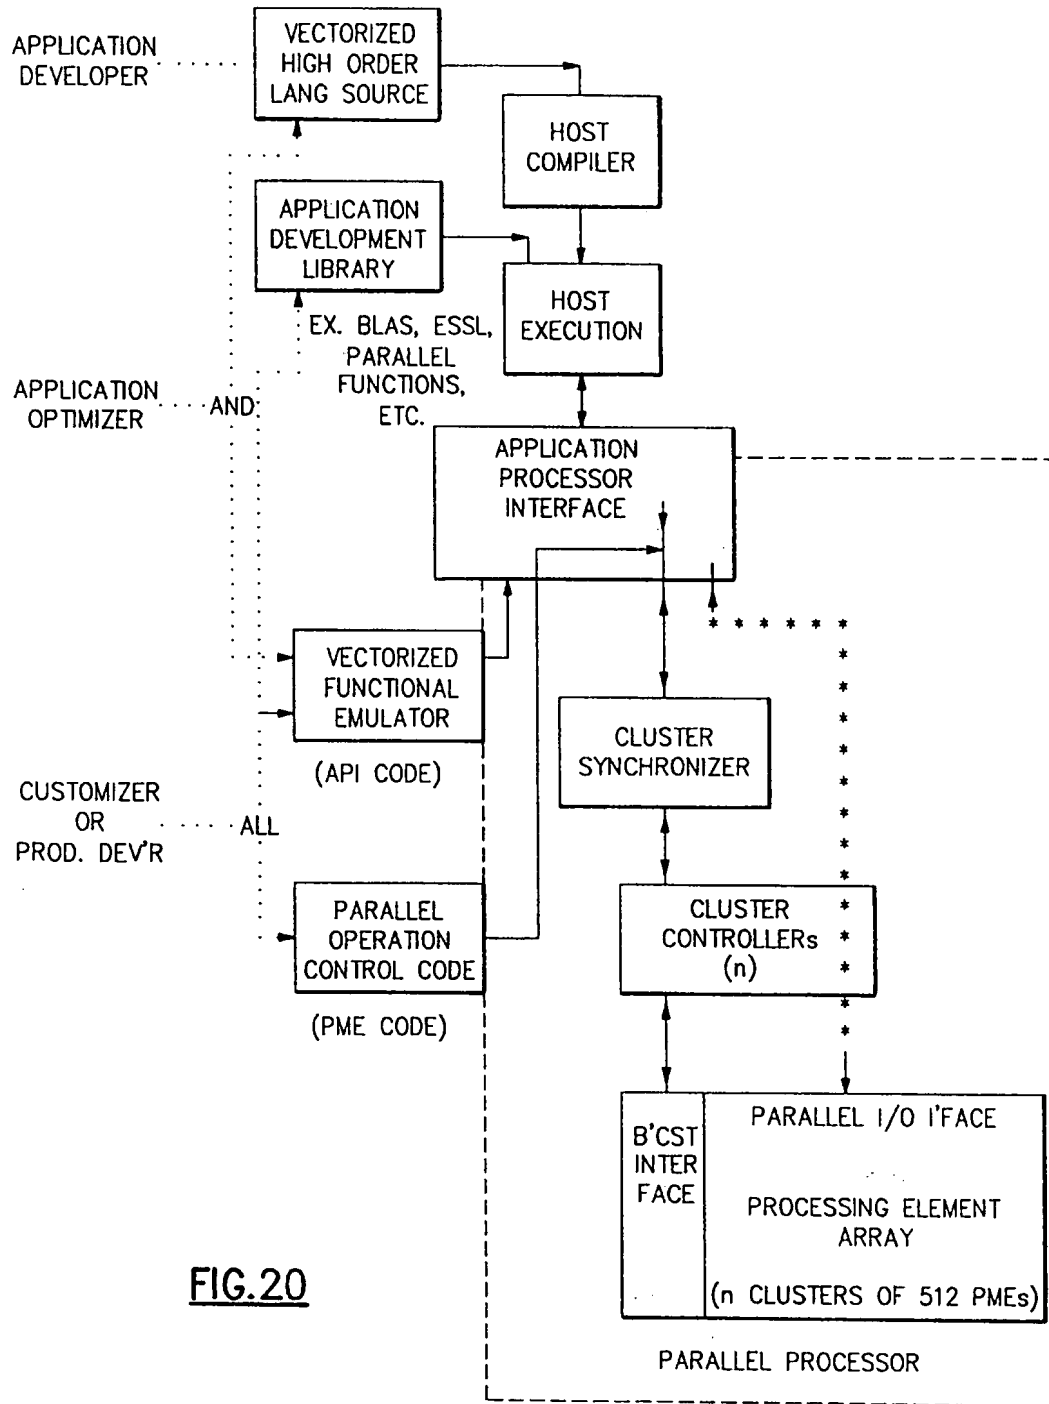 APPLICATION
DEVELOPER
VECTORIZED
HIGH ORDER
LANG SOURCE
HOST
COMPILER
APPLICATION
DEVELOPMENT
LIBRARY
HOST
EXECUTION
EX. BLAS, ESSL,
PARALLEL
FUNCTIONS,
ETC.
APPLICATION
OPTIMIZER
AND
APPLICATION
PROCESSOR
INTERFACE
VECTORIZED
FUNCTIONAL
EMULATOR
(API CODE)
CLUSTER
SYNCHRONIZER
CUSTOMIZER
OR
PROD. DEV'R
ALL
PARALLEL
OPERATION
CONTROL CODE
(PME CODE)
CLUSTER
CONTROLLERs
(n)
B'CST
INTER
FACE
PARALLEL I/O I'FACE
PROCESSING ELEMENT
ARRAY
(n CLUSTERS OF 512 PMEs)
PARALLEL PROCESSOR
FIG.20